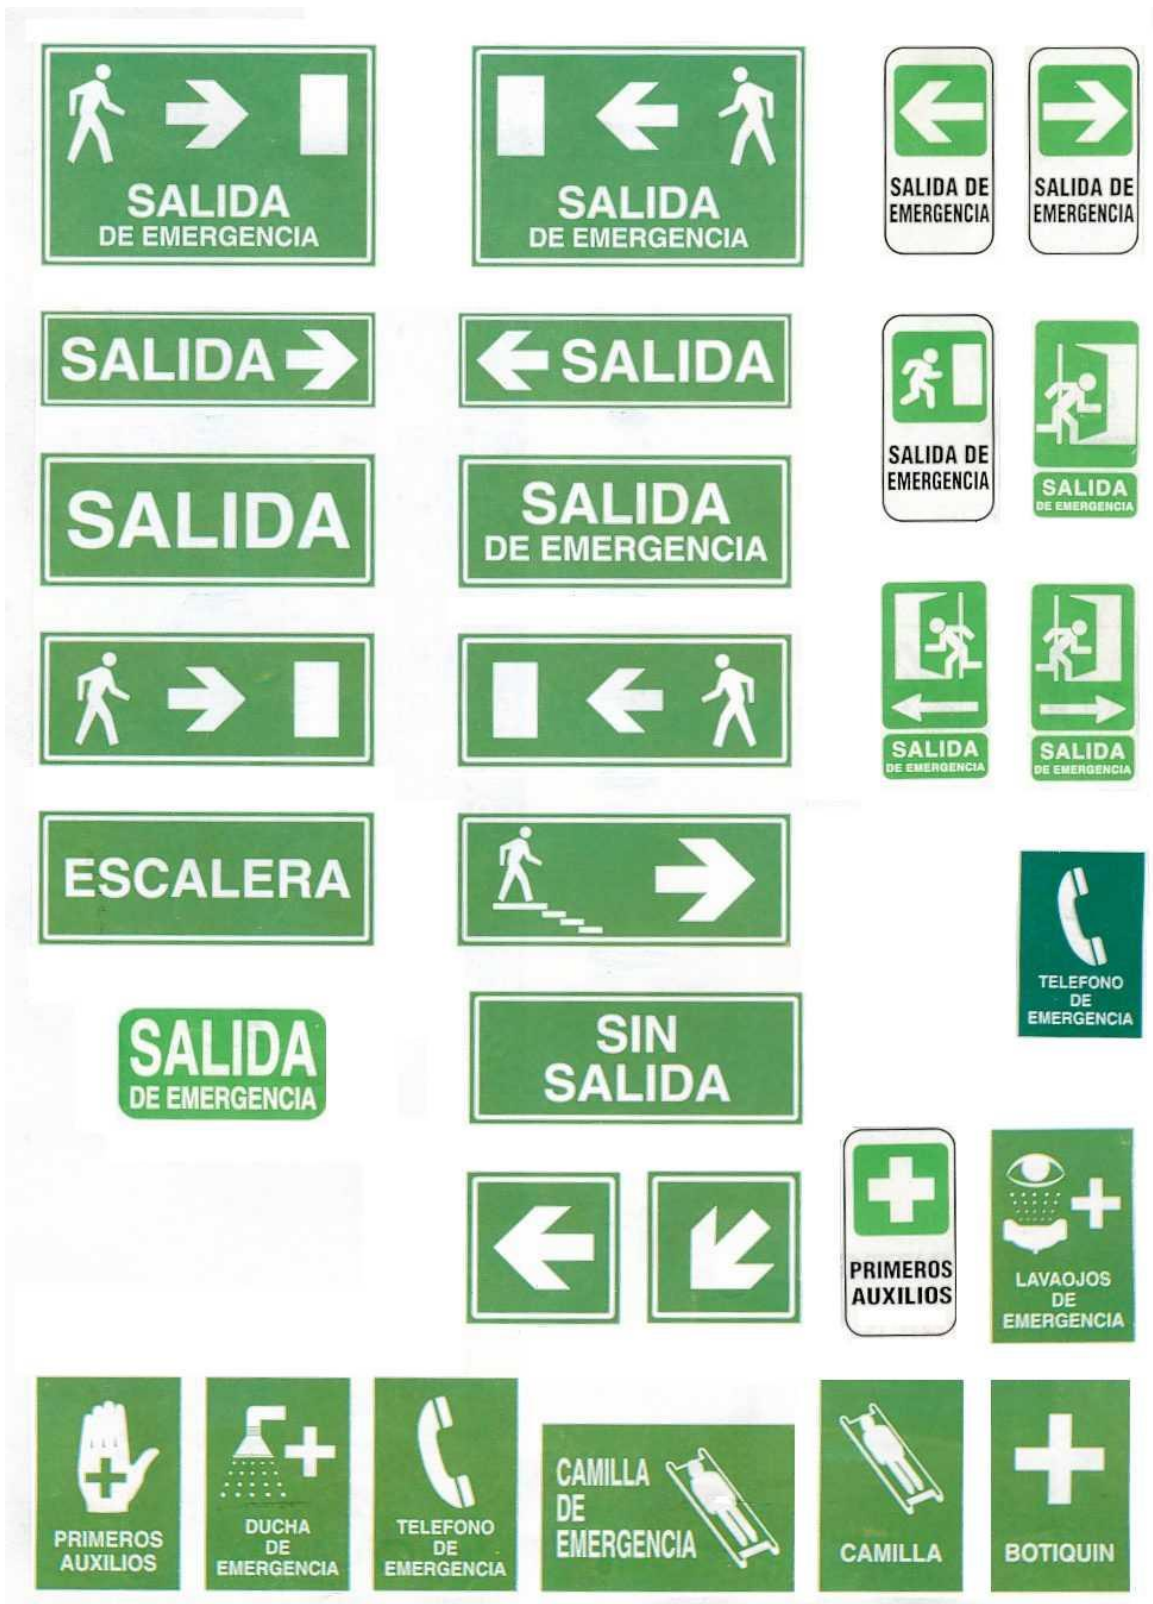 SALIDA
DE EMERGENCIA
SALIDA
DE EMERGENCIA
SALIDA DE
EMERGENCIA
SALIDA DE
EMERGENCIA
SALIDA
SALIDA
SALIDA DE
EMERGENCIA
SALIDA
DE EMERGENCIA
SALIDA
SALIDA
DE EMERGENCIA
SALIDA
DE EMERGENCIA
SALIDA
DE EMERGENCIA
ESCALERA
TELEFONO
DE
EMERGENCIA
SALIDA
DE EMERGENCIA
SIN
SALIDA
PRIMEROS
AUXILIOS
LAVAOJOS
DE
EMERGENCIA
PRIMEROS
AUXILIOS
DUCHA
DE
EMERGENCIA
TELEFONO
DE
EMERGENCIA
CAMILLA
DE
EMERGENCIA
CAMILLA
BOTIQUIN